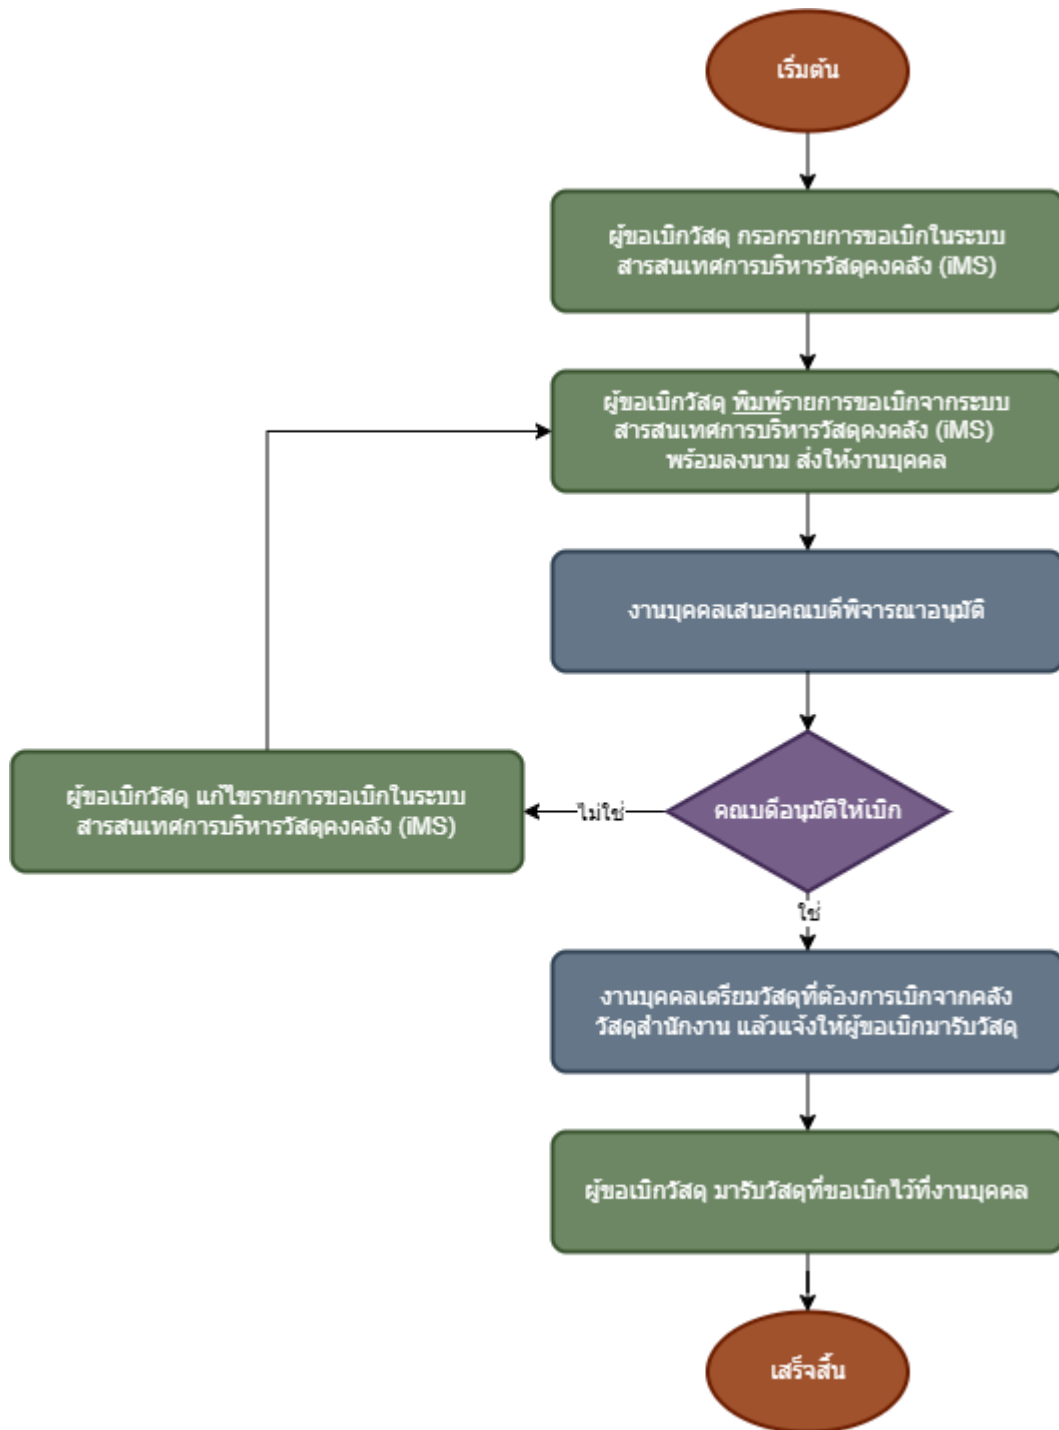 เริ่มต้น
ผู้ขอเบิกวัสดุ กรอกรายการขอเบิกในระบบ
สารสนเทศการบริหารวัสดุคงคลัง (iMS)
ผู้ขอเบิกวัสดุ พิมพ์รายการขอเบิกจากระบบ
สารสนเทศการบริหารวัสดุคงคลัง (iMS)
พร้อมลงนาม ส่งให้งานบุคคล
งานบุคคลเสนอคณบดีพิจารณาอนุมัติ
คณบดีอนุมัติให้เบิก
ไม่ใช่
ผู้ขอเบิกวัสดุ แก้ไขรายการขอเบิกในระบบ
สารสนเทศการบริหารวัสดุคงคลัง (iMS)
ใช่
งานบุคคลเตรียมวัสดุที่ต้องการเบิกจากคลัง
วัสดุสำนักงาน แล้วแจ้งให้ผู้ขอเบิกมารับวัสดุ
ผู้ขอเบิกวัสดุ มารับวัสดุที่ขอเบิกไว้ที่งานบุคคล
เสร็จสิ้น